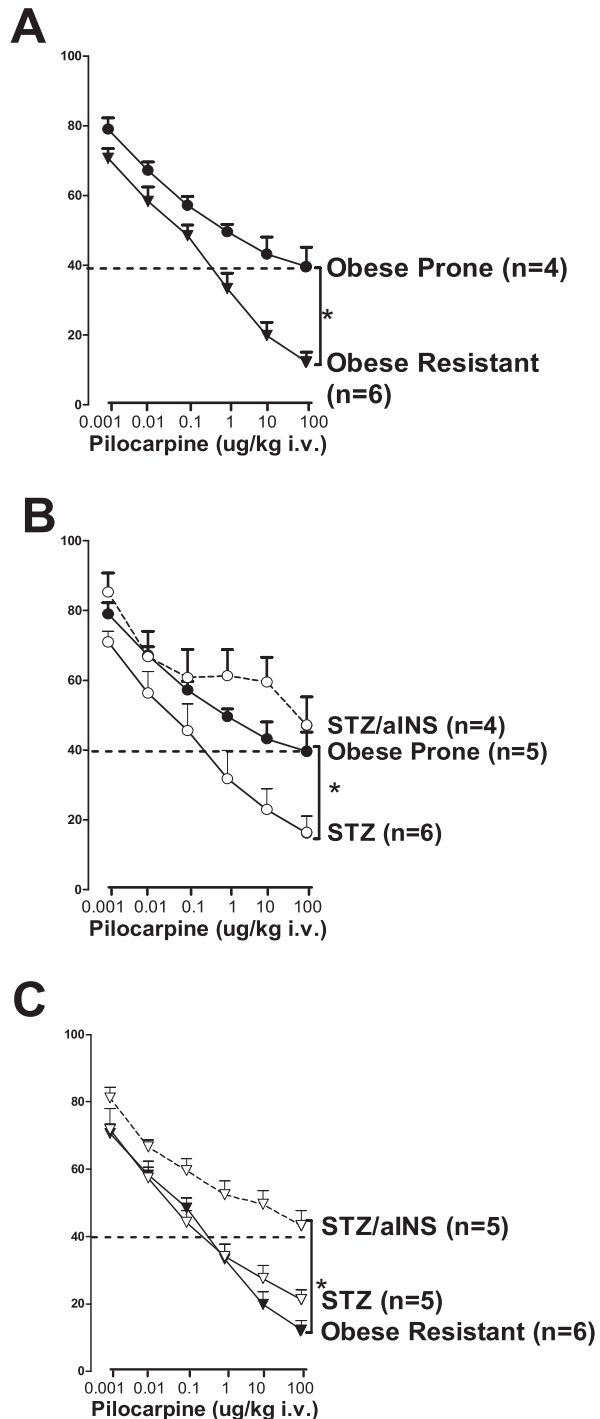 A
100
80
60
40
20
0
Obese Prone (n=4)
*
Obese Resistant
(n=6)
0.001 0.01 0.1 1 10 100
Pilocarpine (ug/kg i.v.)
B
100
80
60
40
20
0
STZ/aINS (n=4)
Obese Prone (n=5)
*
STZ (n=6)
0.001 0.01 0.1 1 10 100
Pilocarpine (ug/kg i.v.)
C
100
80
60
40
20
0
STZ/aINS (n=5)
*
STZ (n=5)
Obese Resistant (n=6)
0.001 0.01 0.1 1 10 100
Pilocarpine (ug/kg i.v.)